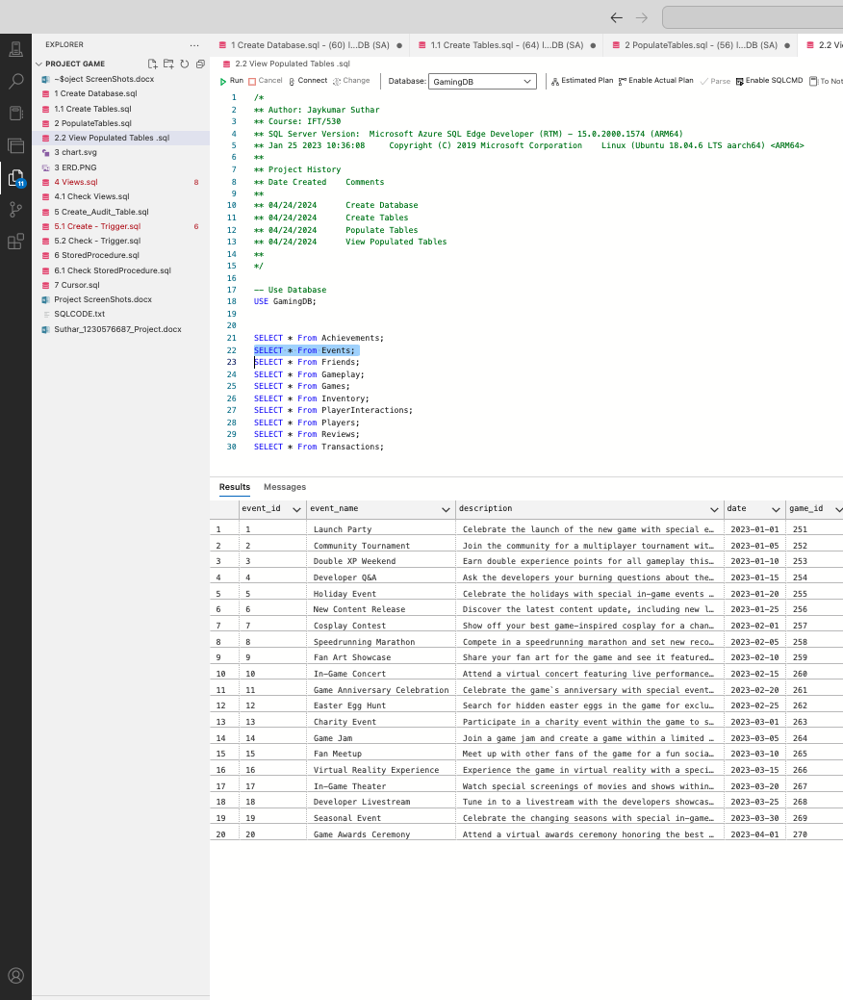 EXPLORER ···
1 Create Database.sql - (60) l...DB (SA) ●
1.1 Create Tables.sql - (64) l...DB (SA) ●
2 PopulateTables.sql - (56) l...DB (SA) ●
2.2 Vi
PROJECT GAME
2.2 View Populated Tables .sql
Run Cancel Connect Change Database: GamingDB Estimated Plan Enable Actual Plan Parse Enable SQLCMD To Not
~$oject ScreenShots.docx
1 Create Database.sql
1.1 Create Tables.sql
2 PopulateTables.sql
2.2 View Populated Tables .sql
3 chart.svg
3 ERD.PNG
4 Views.sql 8
4.1 Check Views.sql
5 Create_Audit_Table.sql
5.1 Create - Trigger.sql 6
5.2 Check - Trigger.sql
6 StoredProcedure.sql
6.1 Check StoredProcedure.sql
7 Cursor.sql
Project ScreenShots.docx
SQLCODE.txt
Suthar_1230576687_Project.docx
11
1 /*
2 ** Author: Jaykumar Suthar
3 ** Course: IFT/530
4 ** SQL Server Version: Microsoft Azure SQL Edge Developer (RTM) - 15.0.2000.1574 (ARM64)
5 ** Jan 25 2023 10:36:08 Copyright (C) 2019 Microsoft Corporation Linux (Ubuntu 18.04.6 LTS aarch64) <ARM64>
6 **
7 ** Project History
8 ** Date Created Comments
9 **
10 ** 04/24/2024 Create Database
11 ** 04/24/2024 Create Tables
12 ** 04/24/2024 Populate Tables
13 ** 04/24/2024 View Populated Tables
14 **
15 */
16
17 -- Use Database
18 USE GamingDB;
19
20
21 SELECT * From Achievements;
22 SELECT * From Events;
23 SELECT * From Friends;
24 SELECT * From Gameplay;
25 SELECT * From Games;
26 SELECT * From Inventory;
27 SELECT * From PlayerInteractions;
28 SELECT * From Players;
29 SELECT * From Reviews;
30 SELECT * From Transactions;
Results Messages
event_id event_name description date game_id
1 1 Launch Party Celebrate the launch of the new game with special e… 2023-01-01 251
2 2 Community Tournament Join the community for a multiplayer tournament wit… 2023-01-05 252
3 3 Double XP Weekend Earn double experience points for all gameplay this… 2023-01-10 253
4 4 Developer Q&A Ask the developers your burning questions about the… 2023-01-15 254
5 5 Holiday Event Celebrate the holidays with special in-game events … 2023-01-20 255
6 6 New Content Release Discover the latest content update, including new l… 2023-01-25 256
7 7 Cosplay Contest Show off your best game-inspired cosplay for a chan… 2023-02-01 257
8 8 Speedrunning Marathon Compete in a speedrunning marathon and set new reco… 2023-02-05 258
9 9 Fan Art Showcase Share your fan art for the game and see it featured… 2023-02-10 259
10 10 In-Game Concert Attend a virtual concert featuring live performance… 2023-02-15 260
11 11 Game Anniversary Celebration Celebrate the game`s anniversary with special event… 2023-02-20 261
12 12 Easter Egg Hunt Search for hidden easter eggs in the game for exclu… 2023-02-25 262
13 13 Charity Event Participate in a charity event within the game to s… 2023-03-01 263
14 14 Game Jam Join a game jam and create a game within a limited … 2023-03-05 264
15 15 Fan Meetup Meet up with other fans of the game for a fun socia… 2023-03-10 265
16 16 Virtual Reality Experience Experience the game in virtual reality with a speci… 2023-03-15 266
17 17 In-Game Theater Watch special screenings of movies and shows within… 2023-03-20 267
18 18 Developer Livestream Tune in to a livestream with the developers showcas… 2023-03-25 268
19 19 Seasonal Event Celebrate the changing seasons with special in-game… 2023-03-30 269
20 20 Game Awards Ceremony Attend a virtual awards ceremony honoring the best … 2023-04-01 270